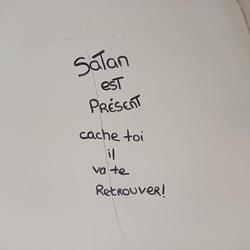 SATan
esT
PRÉSENT
cache toi
il
va te
RetROUVER!